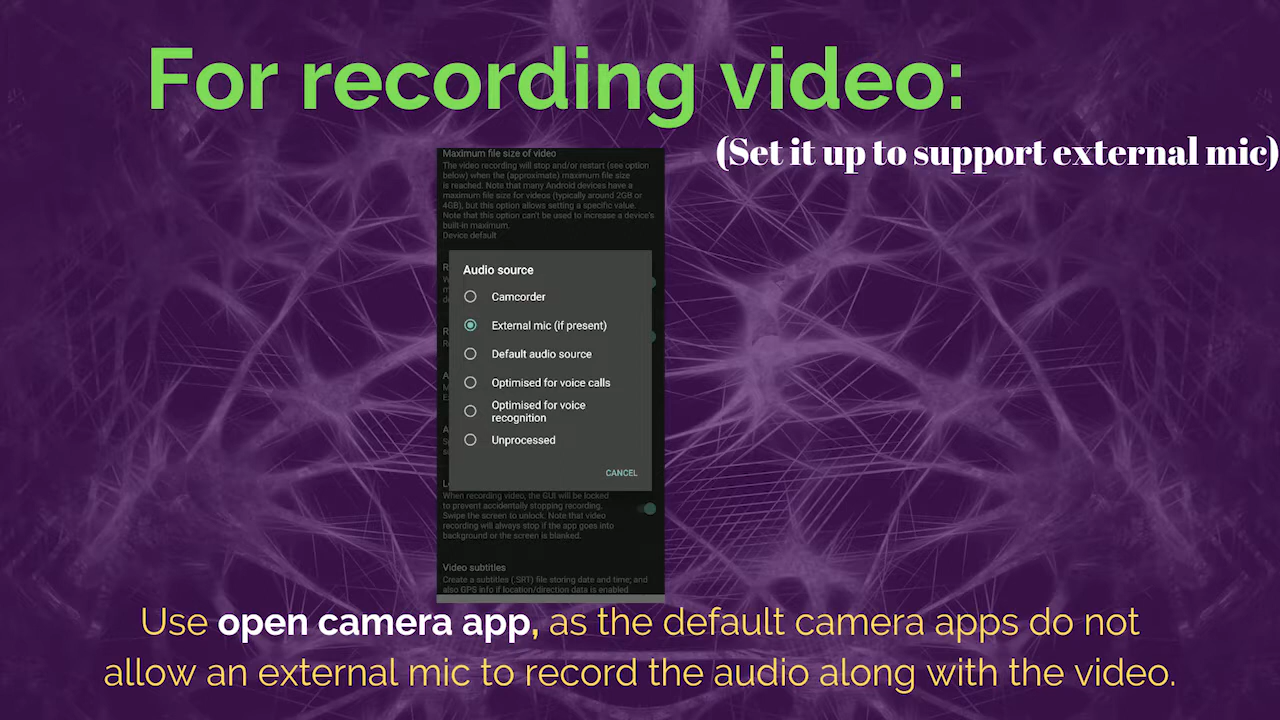 For recording video:
(Set it up to support external mic)
Maximum file size of video
The video recording will stop and/or restart (see option
below) when the (approximate) maximum file size
is reached. Note that many Android devices have a
maximum file size for videos (typically around 2GB or
4GB), but this option allows setting a specific value.
Note that this option can't be used to increase a device's
built-in maximum.
Device default
Audio source
Camcorder
External mic (if present)
Default audio source
Optimised for voice calls
Optimised for voice
recognition
Unprocessed
CANCEL
When recording video, the GUI will be locked
to prevent accidentally stopping recording.
Swipe the screen to unlock. Note that video
recording will always stop if the app goes into
background or the screen is blanked.
Video subtitles
Create a subtitles (.SRT) file storing date and time; and
also GPS info if location/direction data is enabled
Use open camera app, as the default camera apps do not
allow an external mic to record the audio along with the video.